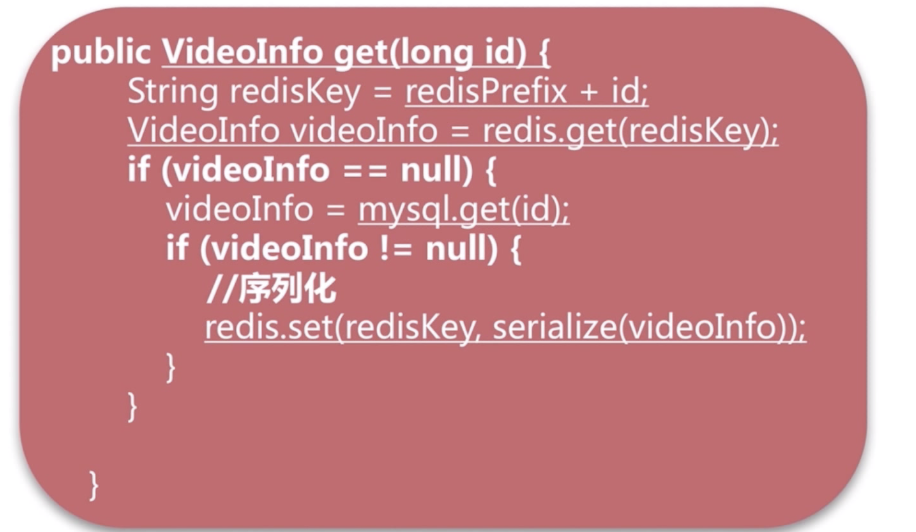 public VideoInfo get(long id) {
String redisKey = redisPrefix + id;
VideoInfo videoInfo = redis.get(redisKey);
if (videoInfo == null) {
videoInfo = mysql.get(id);
if (videoInfo != null) {
//序列化
redis.set(redisKey, serialize(videoInfo));
}
}
}